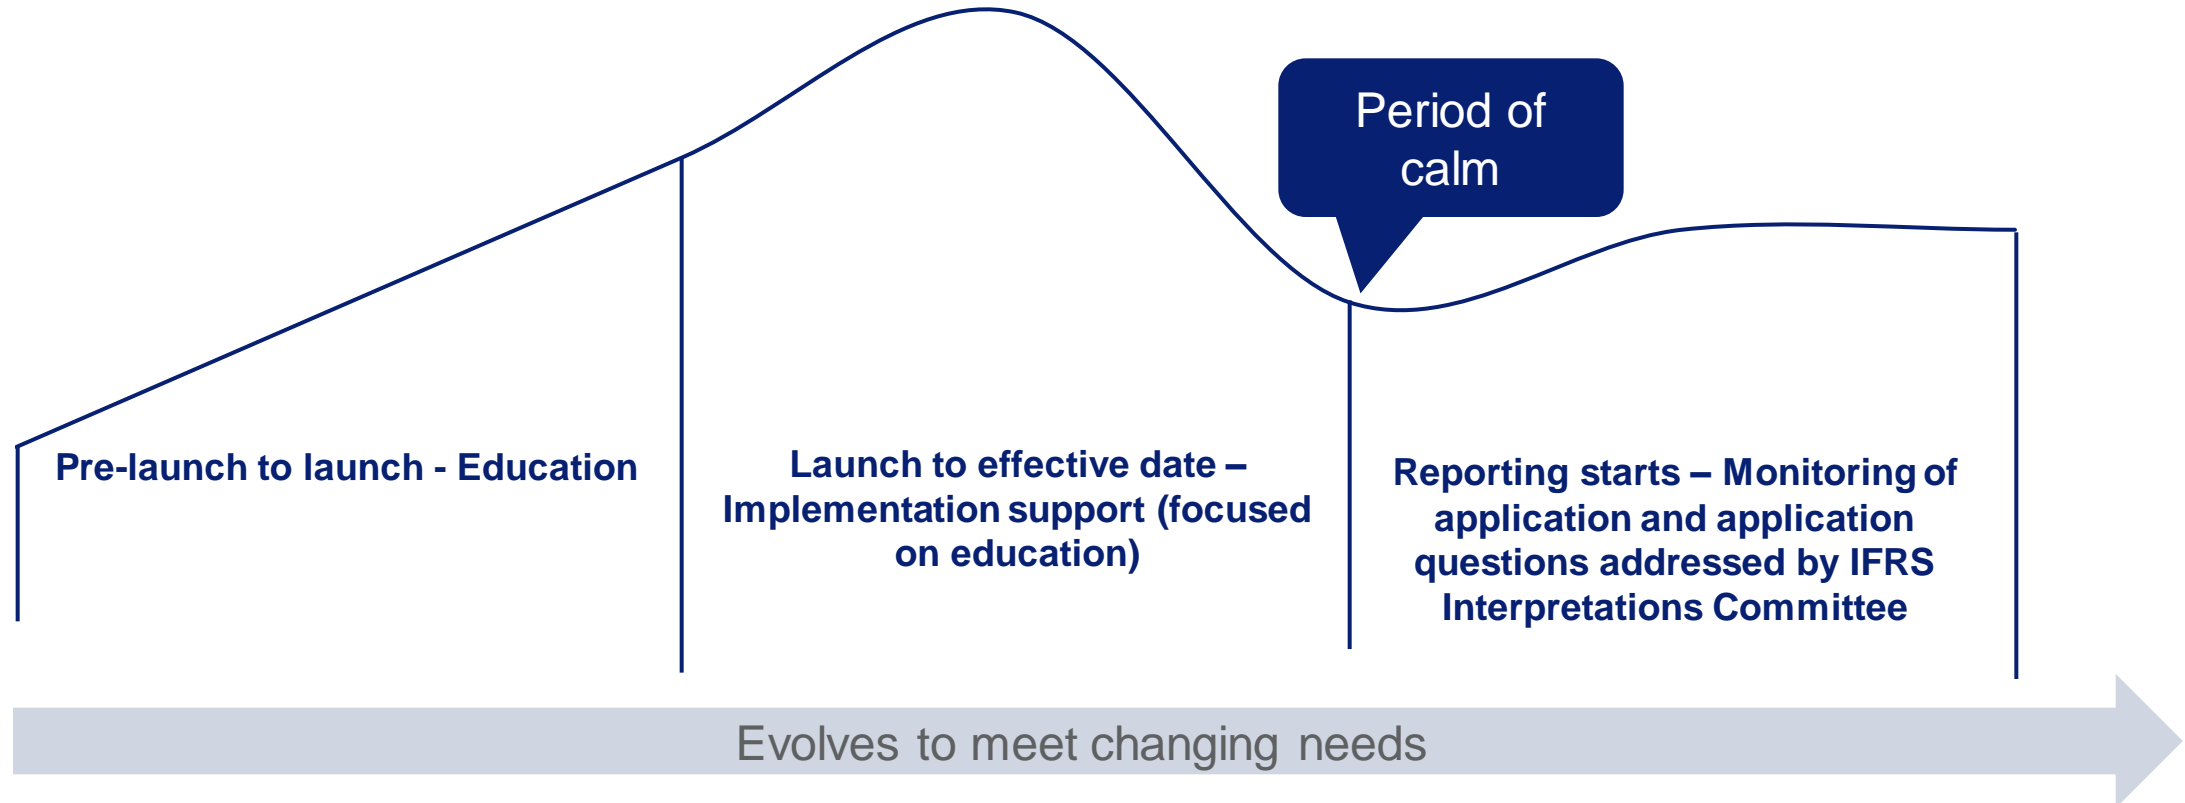 Period of
calm
Pre-launch to launch - Education
Launch to effective date –
Implementation support (focused
on education)
Reporting starts – Monitoring of
application and application
questions addressed by IFRS
Interpretations Committee
Evolves to meet changing needs